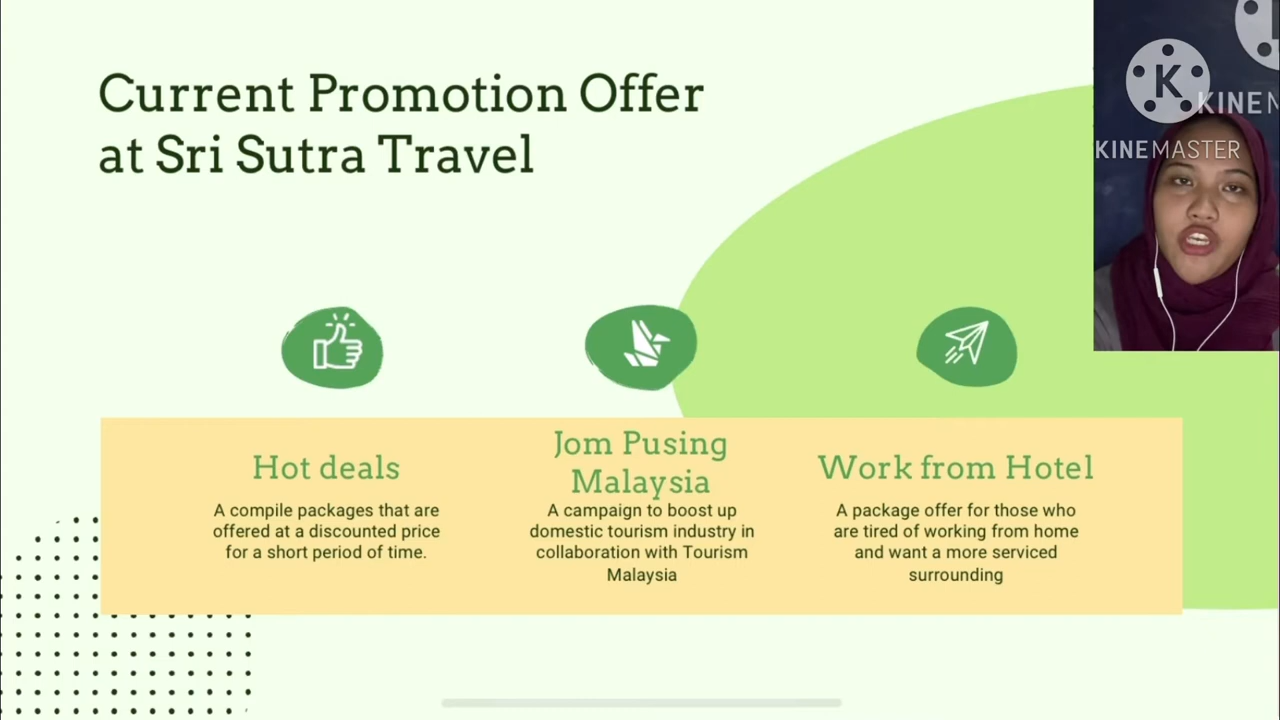 Current Promotion Offer
at Sri Sutra Travel
K
KINEMASTER
KINEM
Hot deals
A compile packages that are
offered at a discounted price
for a short period of time.
Jom Pusing
Malaysia
A campaign to boost up
domestic tourism industry in
collaboration with Tourism
Malaysia
Work from Hotel
A package offer for those who
are tired of working from home
and want a more serviced
surrounding